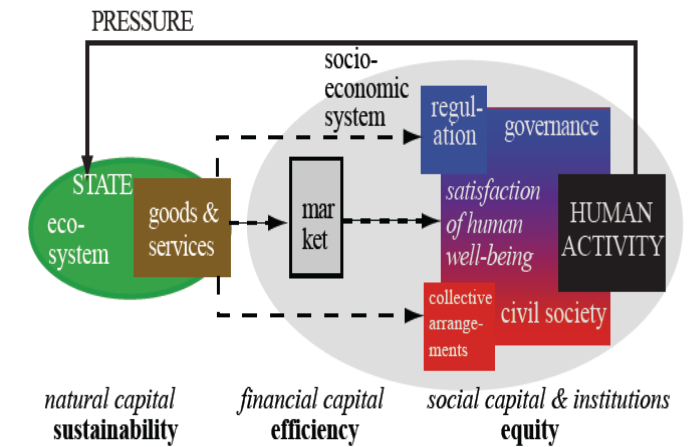 PRESSURE
socio-
economic
system
regul-
ation
governance
STATE
eco-
system
goods &
services
mar
ket
satisfaction
of human
well-being
HUMAN
ACTIVITY
collective
arrange-
ments
civil society
natural capital
sustainability
financial capital
efficiency
social capital & institutions
equity